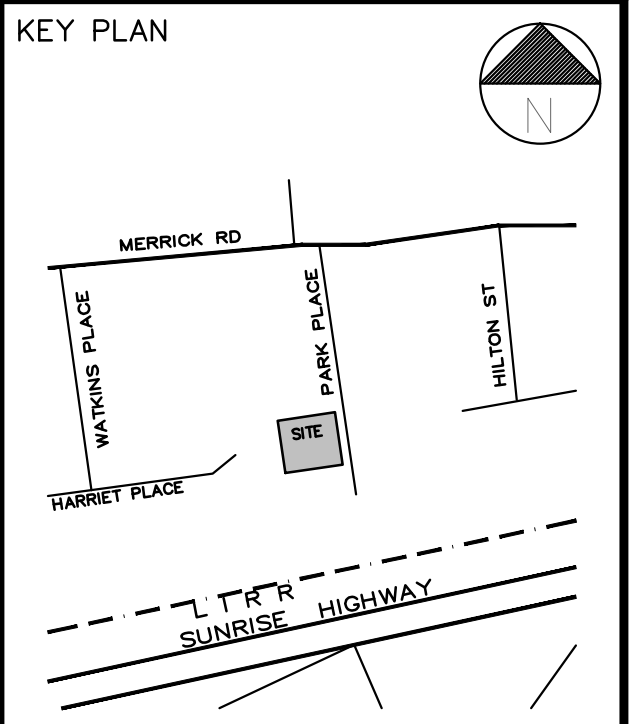 KEY PLAN
N
MERRICK RD
WATKINS PLACE
PARK PLACE
HILTON ST
SITE
HARRIET PLACE
L I R R
SUNRISE HIGHWAY